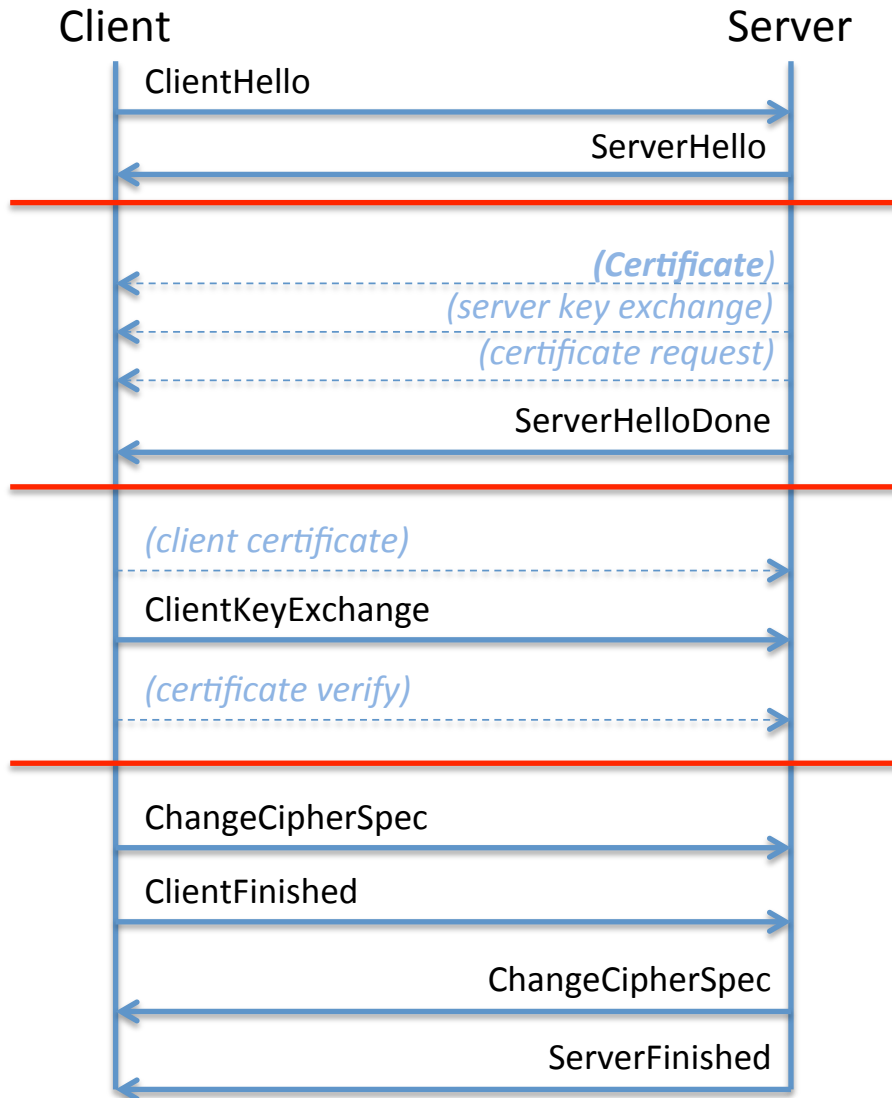 Client
Server
ClientHello
ServerHello
(Certificate)
(server key exchange)
(certificate request)
ServerHelloDone
(client certificate)
ClientKeyExchange
(certificate verify)
ChangeCipherSpec
ClientFinished
ChangeCipherSpec
ServerFinished